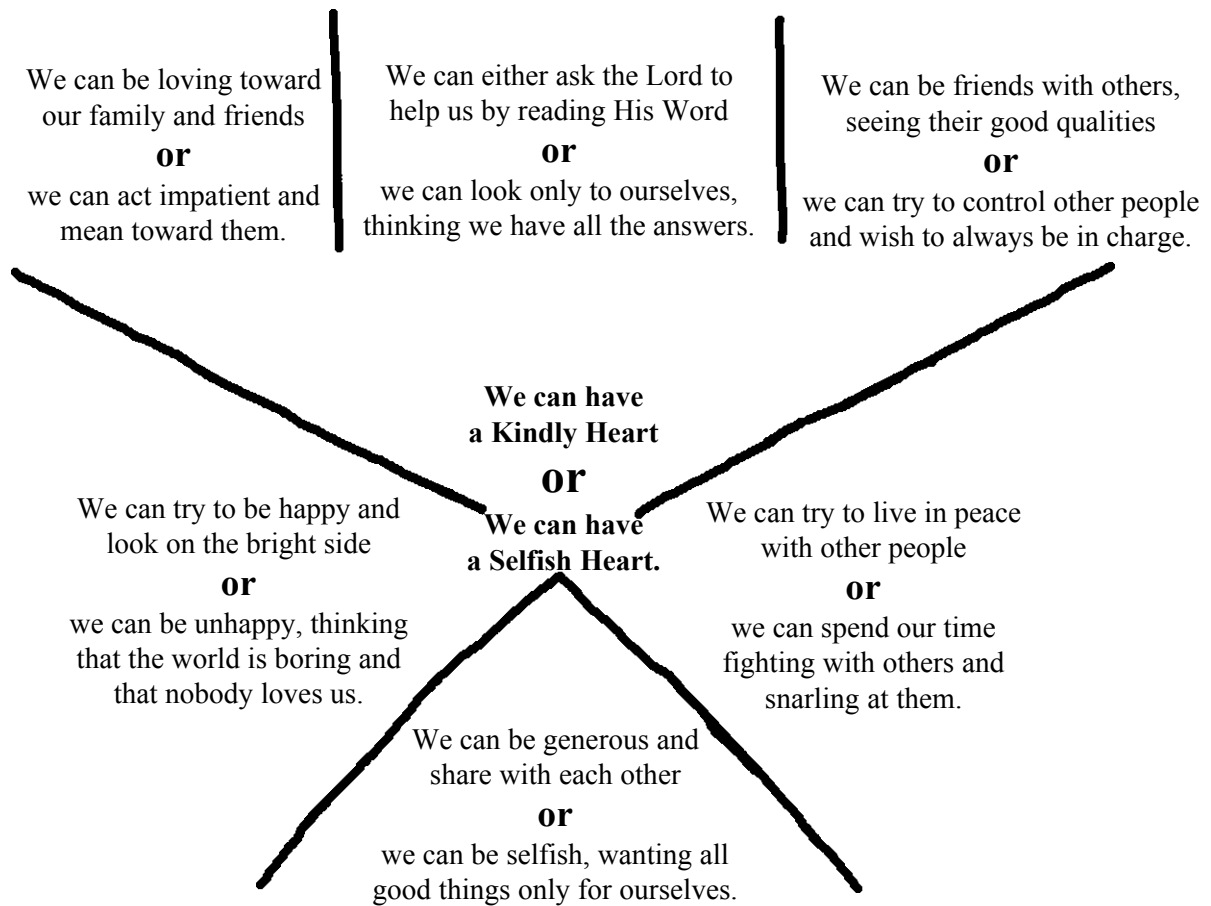 We can be loving toward
our family and friends
or
we can act impatient and
mean toward them.
We can either ask the Lord to
help us by reading His Word
or
we can look only to ourselves,
thinking we have all the answers.
We can be friends with others,
seeing their good qualities
or
we can try to control other people
and wish to always be in charge.
We can have
a Kindly Heart
or
We can have
a Selfish Heart.
We can try to be happy and
look on the bright side
or
we can be unhappy, thinking
that the world is boring and
that nobody loves us.
We can try to live in peace
with other people
or
we can spend our time
fighting with others and
snarling at them.
We can be generous and
share with each other
or
we can be selfish, wanting all
good things only for ourselves.